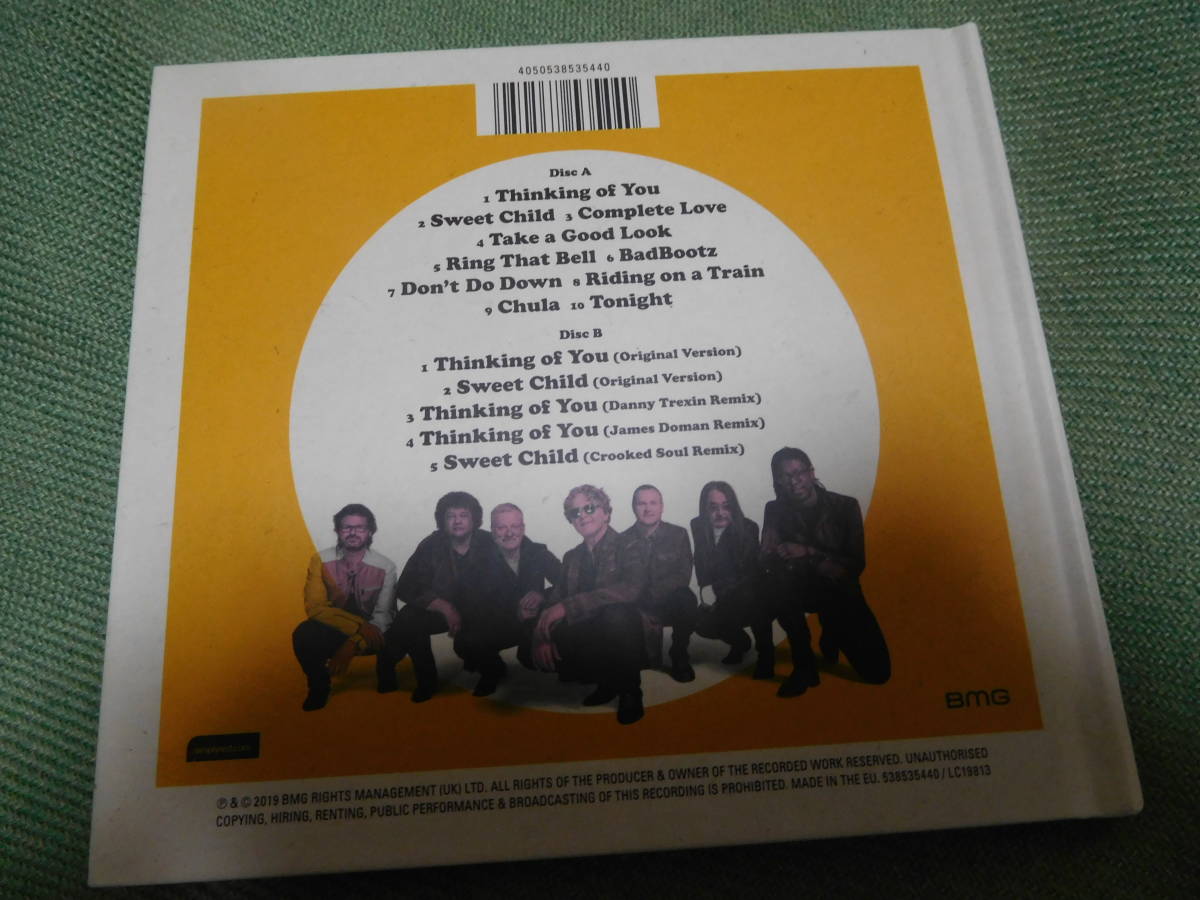 4050538535440
Disc A
1 Thinking of You
2 Sweet Child 3 Complete Love
4 Take a Good Look
5 Ring That Bell 6 BadBootz
7 Don't Do Down 8 Riding on a Train
9 Chula 10 Tonight
Disc B
1 Thinking of You (Original Version)
2 Sweet Child (Original Version)
3 Thinking of You (Danny Trexin Remix)
4 Thinking of You (James Doman Remix)
5 Sweet Child (Crooked Soul Remix)
BMG
simplyred.com
℗ & © 2019 BMG RIGHTS MANAGEMENT (UK) LTD. ALL RIGHTS OF THE PRODUCER & OWNER OF THE RECORDED WORK RESERVED. UNAUTHORISED
COPYING, HIRING, RENTING, PUBLIC PERFORMANCE & BROADCASTING OF THIS RECORDING IS PROHIBITED. MADE IN THE EU. 538535440 / LC19813